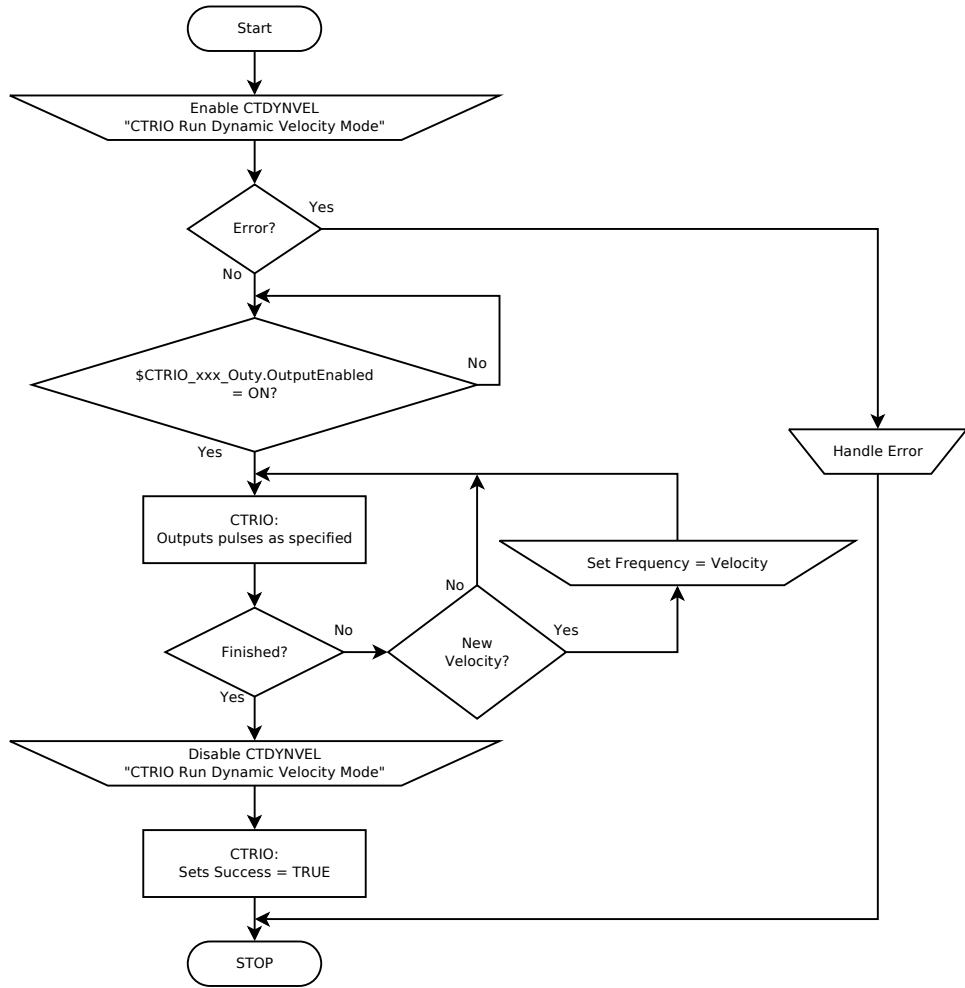 Start
Enable CTDYNVEL
"CTRIO Run Dynamic Velocity Mode"
Yes
Error?
No
No
$CTRIO_xxx_Outy.OutputEnabled
= ON?
Yes
Handle Error
CTRIO:
Outputs pulses as specified
Set Frequency = Velocity
No
No
Yes
Finished?
New
Velocity?
Yes
Disable CTDYNVEL
"CTRIO Run Dynamic Velocity Mode"
CTRIO:
Sets Success = TRUE
STOP